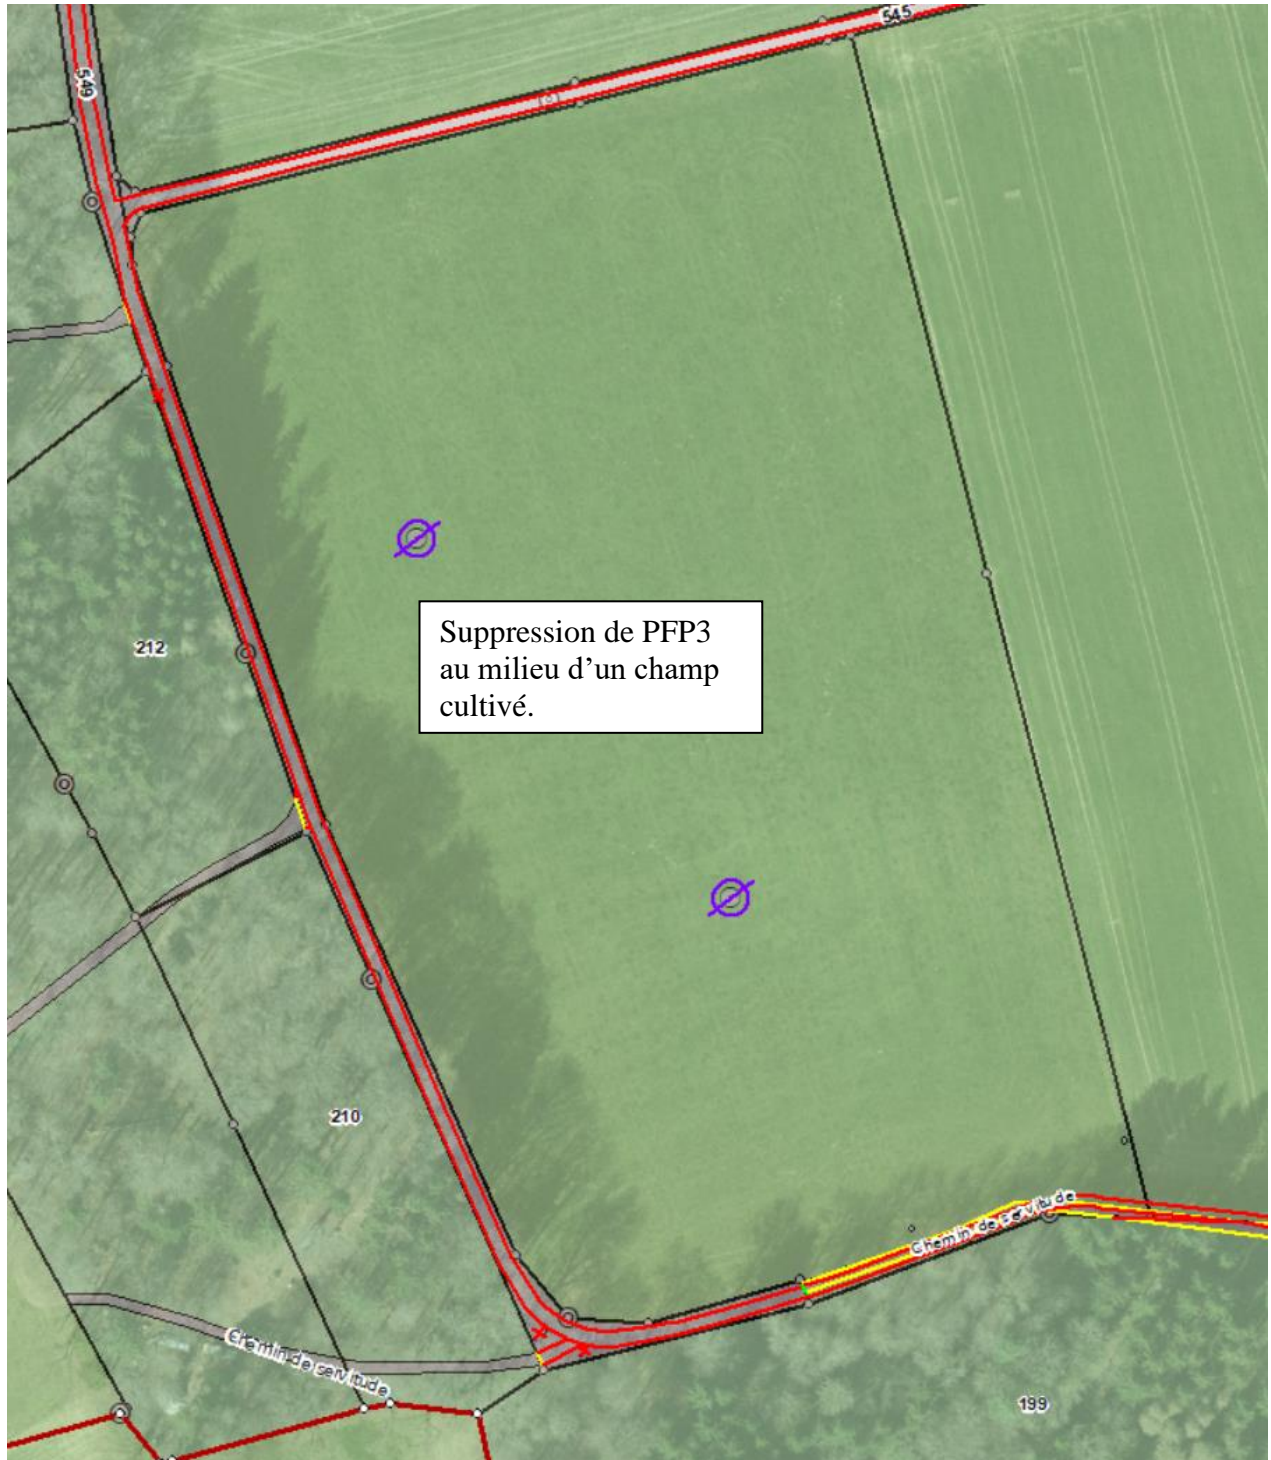 545
549
Suppression de PFP3
au milieu d’un champ
cultivé.
212
210
Chemin de servitude
Chemin de servitude
199